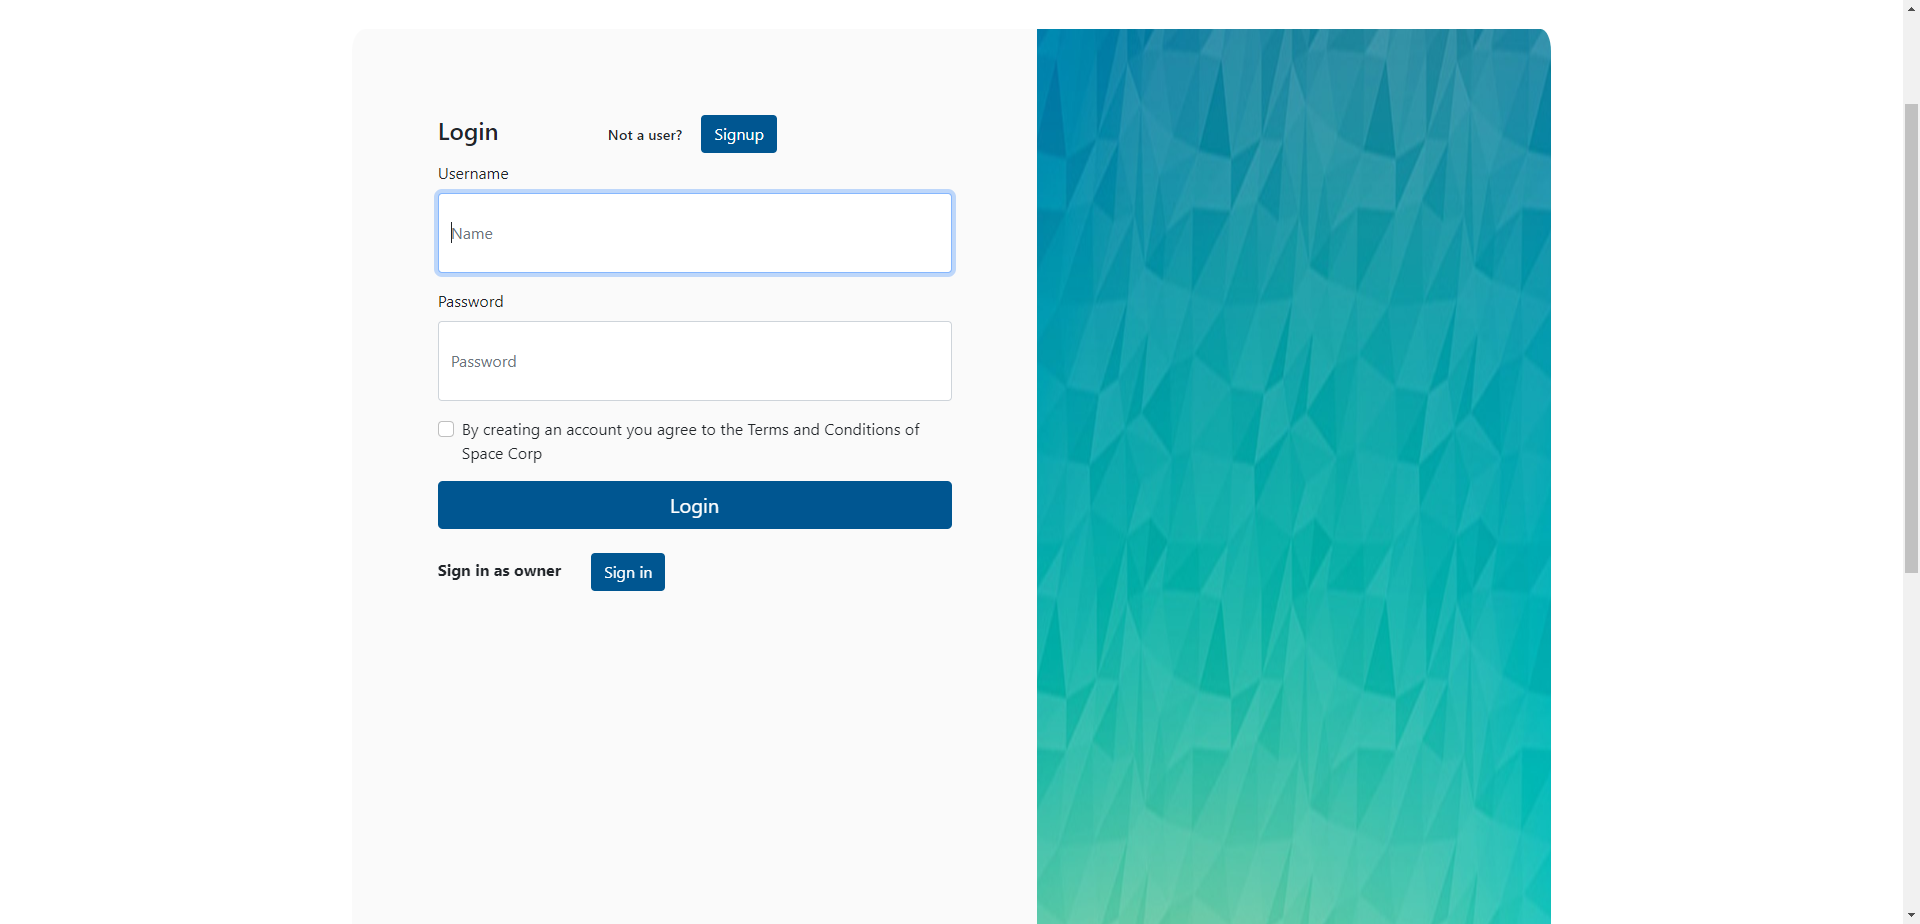 Login
Not a user?
Signup
Username
Name
Password
Password
By creating an account you agree to the Terms and Conditions of
Space Corp
Login
Sign in as owner
Sign in